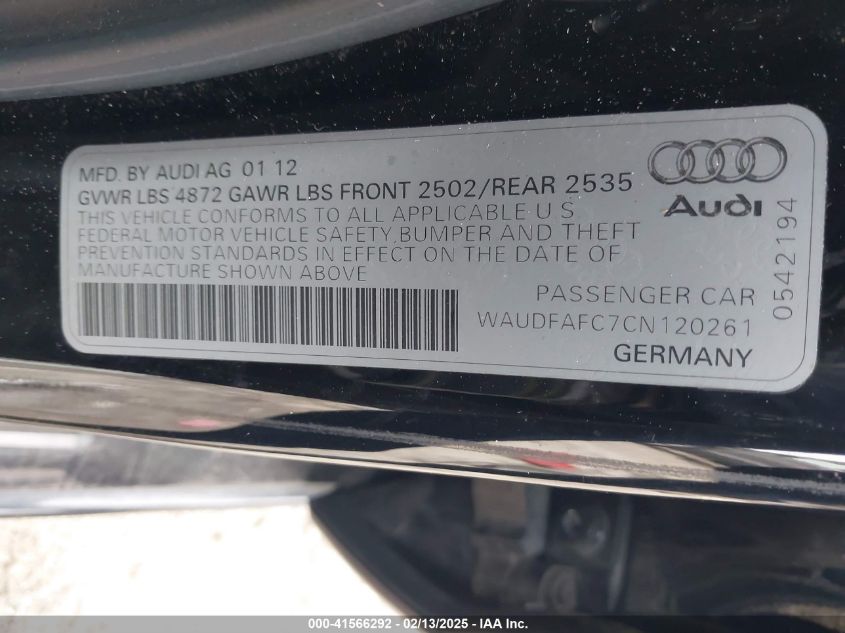 MFD. BY AUDI AG 01 12
GVWR LBS 4872 GAWR LBS FRONT 2502/REAR 2535
THIS VEHICLE CONFORMS TO ALL APPLICABLE U S
FEDERAL MOTOR VEHICLE SAFETY, BUMPER AND THEFT
PREVENTION STANDARDS IN EFFECT ON THE DATE OF
MANUFACTURE SHOWN ABOVE
Audi
PASSENGER CAR
WAUDFAFC7CN120261
GERMANY
0542194
000-41566292 - 02/13/2025 - © IAA Inc.